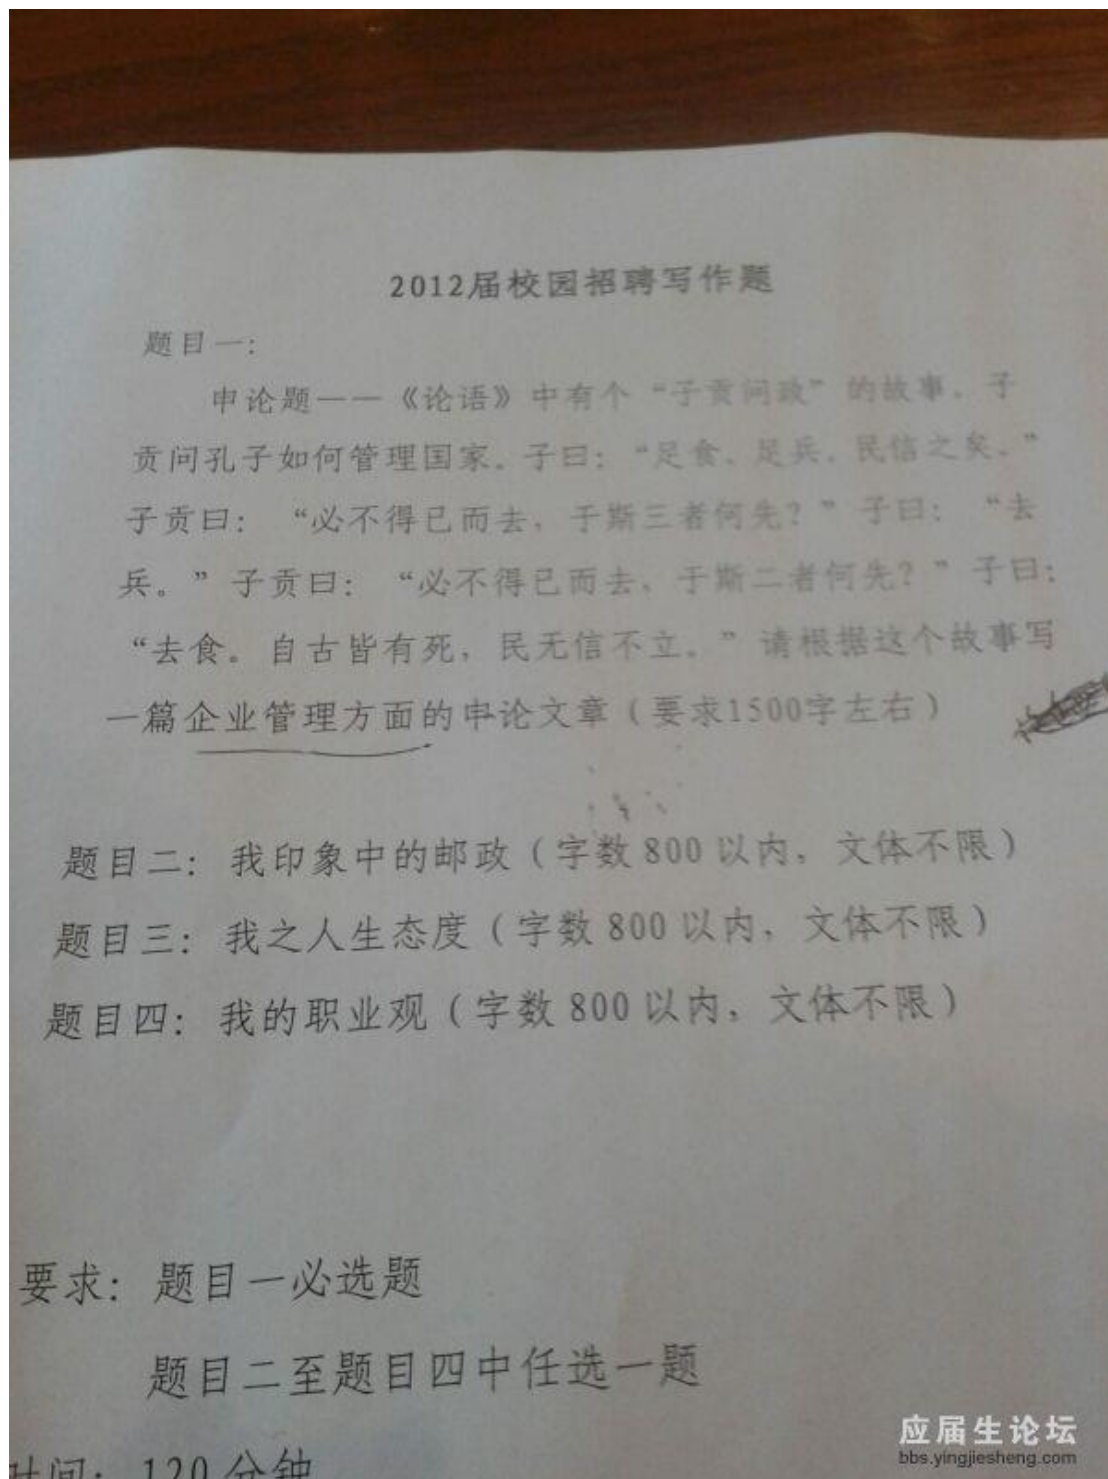 2012届校园招聘写作题
题目一：
申论题——《论语》中有个“子贡问政”的故事。子
贡问孔子如何管理国家。子曰：“足食、足兵、民信之矣。”
子贡曰：“必不得已而去，于斯三者何先？”子曰：“去
兵。”子贡曰：“必不得已而去，于斯二者何先？”子曰：
“去食。自古皆有死，民无信不立。”请根据这个故事写
一篇企业管理方面的申论文章（要求1500字左右）
题目二：我印象中的邮政（字数800以内，文体不限）
题目三：我之人生态度（字数800以内，文体不限）
题目四：我的职业观（字数800以内，文体不限）
要求：题目一必选题
题目二至题目四中任选一题
时间：120分钟
应届生论坛
bbs.yingjiesheng.com